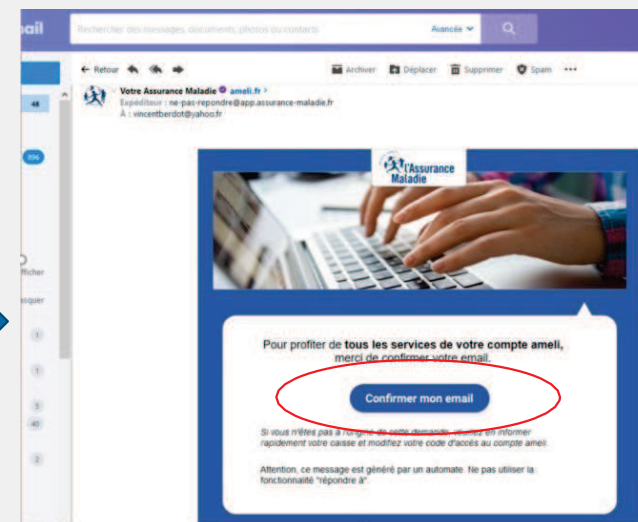 ail
Rechercher des messages, documents, photos ou contacts
Avancée
← Retour
Archiver
Déplacer
Supprimer
Spam
•••
48
Votre Assurance Maladie ameli.fr >
Expéditeur : ne-pas-repondre@app.assurance-maladie.fr
À : vincentberdot@yahoo.fr
l'Assurance
Maladie
fficher
squer
1
1
5
40
2
Pour profiter de tous les services de votre compte ameli,
merci de confirmer votre email.
Confirmer mon email
Si vous n'êtes pas à l'origine de cette demande, veuillez en informer
rapidement votre caisse et modifiez votre code d'accès au compte ameli.
Attention, ce message est généré par un automate. Ne pas utiliser la
fonctionnalité "répondre à".